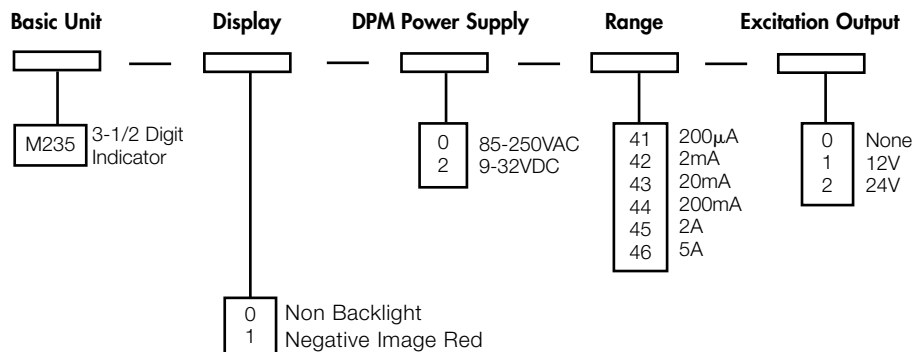 Basic Unit Display DPM Power Supply Range Excitation Output
M235 3-1/2 Digit Indicator
0 85-250VAC
2 9-32VDC
41 200µA
42 2mA
43 20mA
44 200mA
45 2A
46 5A
0 None
1 12V
2 24V
0 Non Backlight
1 Negative Image Red